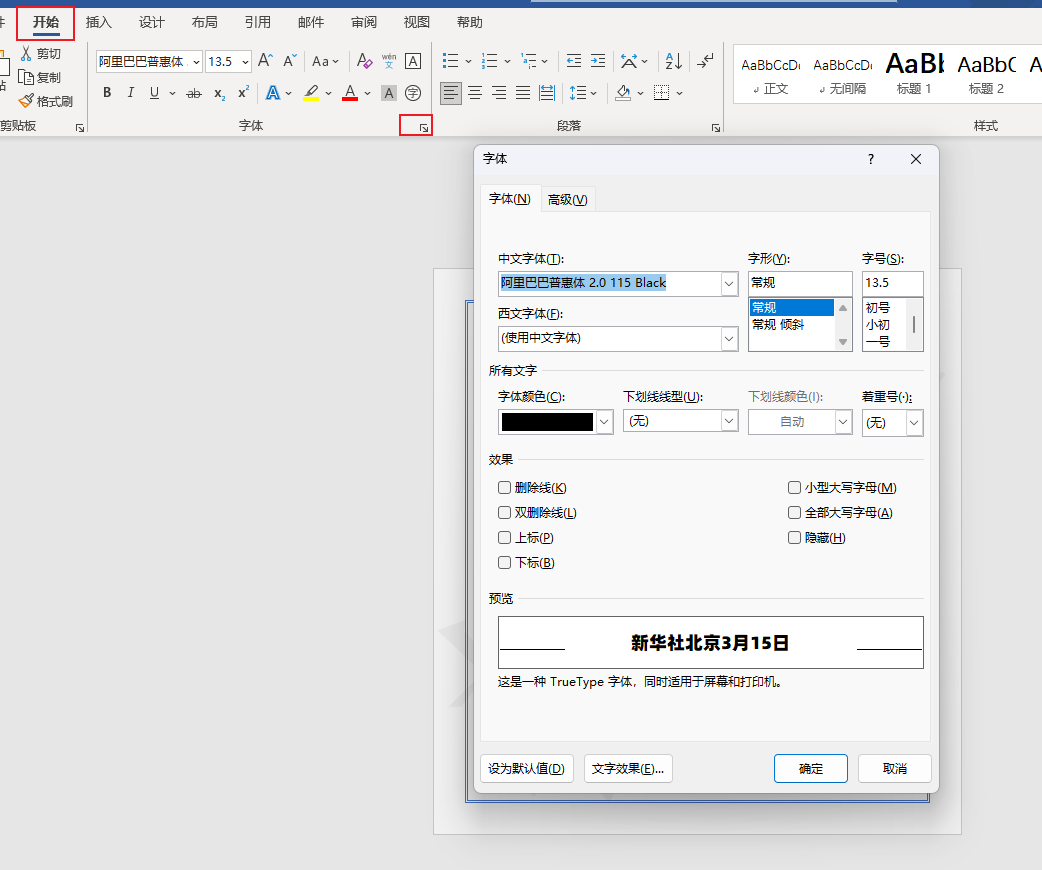 开始 插入 设计 布局 引用 邮件 审阅 视图 帮助
剪切
阿里巴巴普惠体 13.5 Aa
复制
格式刷
B I U ab x₂ x² A A A 字
AaBbCcDc AaBbCcDc AaBb AaBbC
正文 无间隔 标题 1 标题 2
剪贴板 字体 段落 样式
字体 ?
字体(N) 高级(V)
中文字体(T): 字形(Y): 字号(S):
阿里巴巴普惠体 2.0 115 Black 常规 13.5
常规 初号
西文字体(F): 常规 倾斜 小初
(使用中文字体) 一号
所有文字
字体颜色(C): 下划线线型(U): 下划线颜色(I): 着重号(·):
(无) 自动 (无)
效果
删除线(K) 小型大写字母(M)
双删除线(L) 全部大写字母(A)
上标(P) 隐藏(H)
下标(B)
预览
新华社北京3月15日
这是一种 TrueType 字体，同时适用于屏幕和打印机。
设为默认值(D) 文字效果(E)... 确定 取消